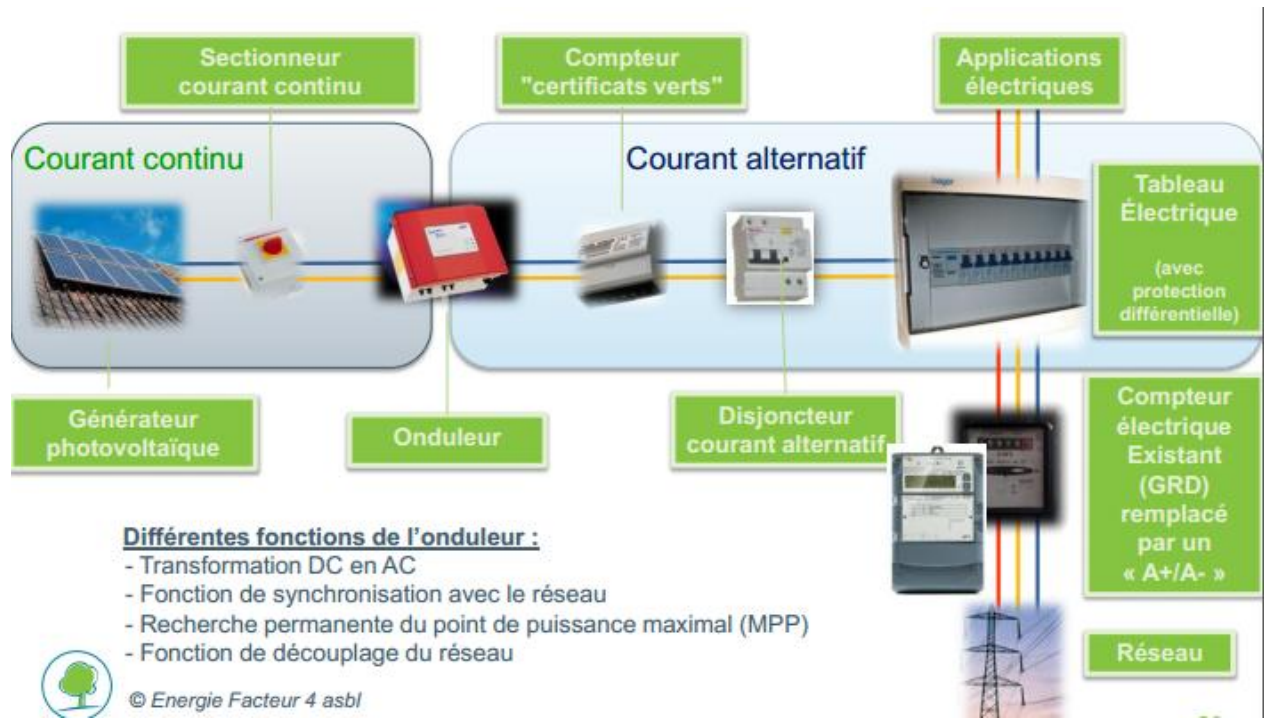 Sectionneur
courant continu
Compteur
"certificats verts"
Applications
électriques
Courant continu
Courant alternatif
Tableau
Électrique
(avec
protection
différentielle)
Générateur
photovoltaïque
Onduleur
Disjoncteur
courant alternatif
Compteur
électrique
Existant
(GRD)
remplacé
par un
« A+/A- »
Réseau
Différentes fonctions de l'onduleur :
- Transformation DC en AC
- Fonction de synchronisation avec le réseau
- Recherche permanente du point de puissance maximal (MPP)
- Fonction de découplage du réseau
© Energie Facteur 4 asbl